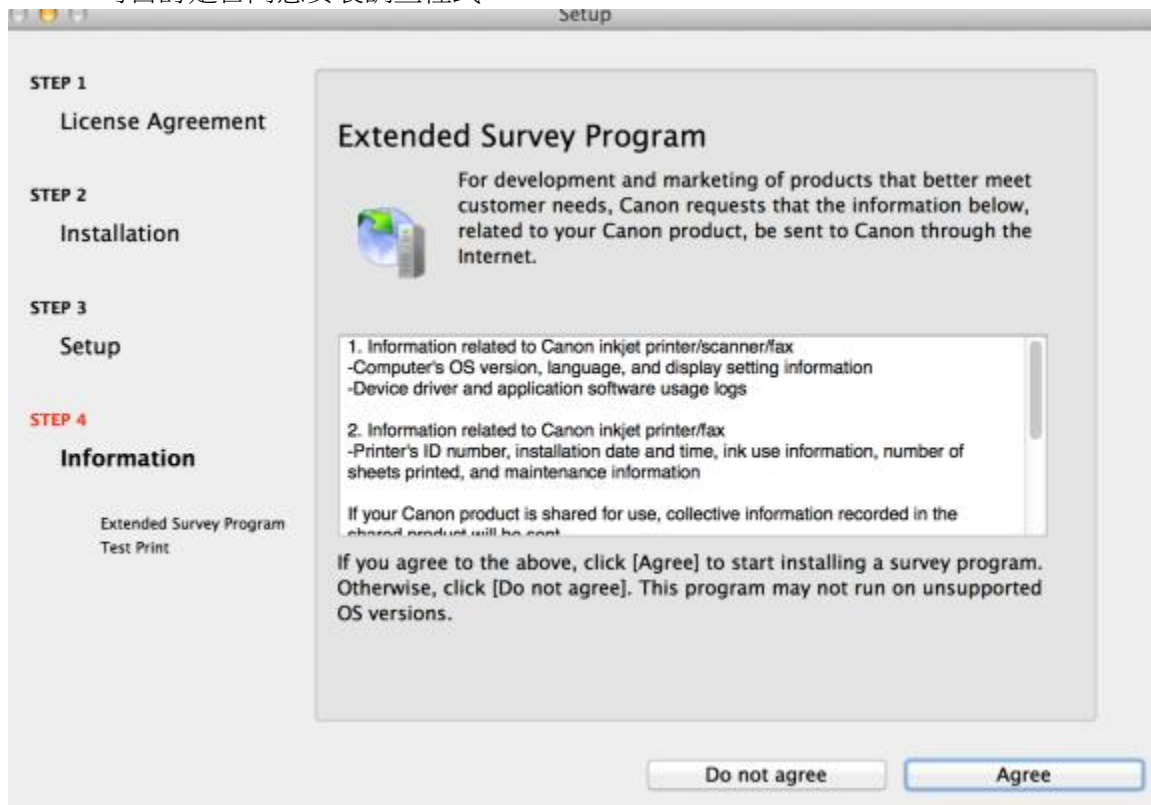 Setup
STEP 1
License Agreement
STEP 2
Installation
STEP 3
Setup
STEP 4
Information
Extended Survey Program
Test Print
Extended Survey Program
For development and marketing of products that better meet
customer needs, Canon requests that the information below,
related to your Canon product, be sent to Canon through the
Internet.
1. Information related to Canon inkjet printer/scanner/fax
-Computer's OS version, language, and display setting information
-Device driver and application software usage logs
2. Information related to Canon inkjet printer/fax
-Printer's ID number, installation date and time, ink use information, number of
sheets printed, and maintenance information
If your Canon product is shared for use, collective information recorded in the
shared product will be sent
If you agree to the above, click [Agree] to start installing a survey program.
Otherwise, click [Do not agree]. This program may not run on unsupported
OS versions.
Do not agree
Agree